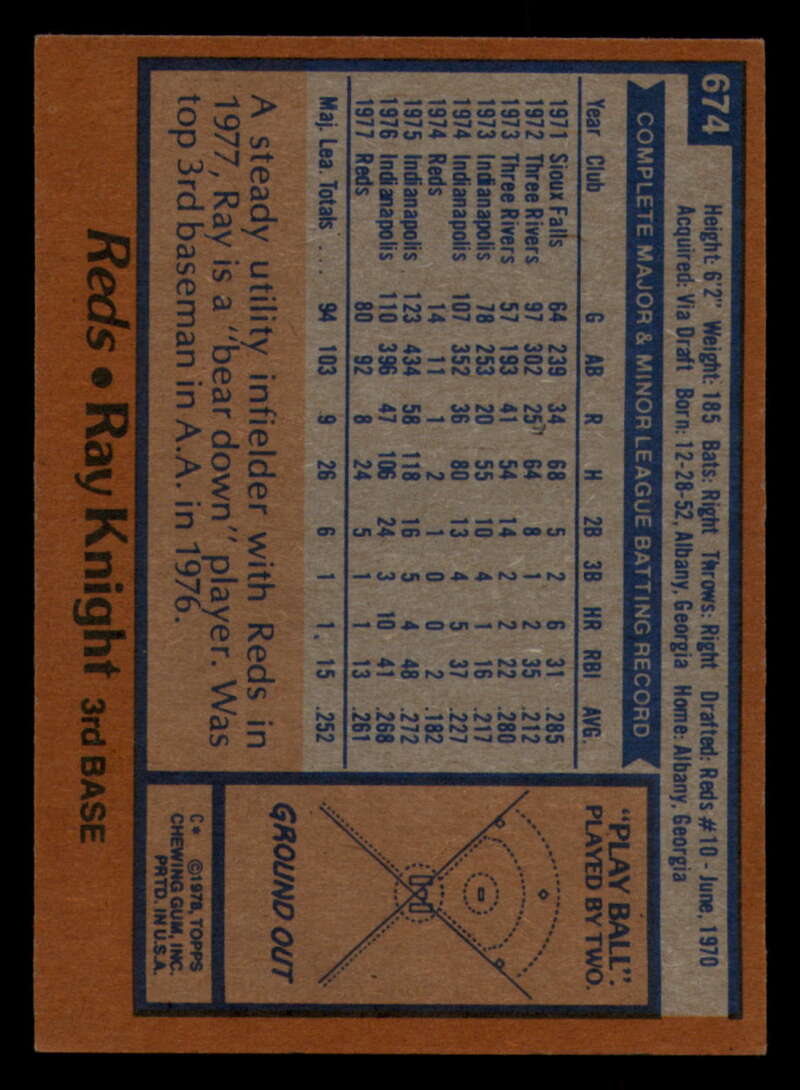 674
Height: 6'2" Weight: 185 Bats: Right Throws: Right Drafted: Reds #10 - June, 1970
Acquired: Via Draft Born: 12-28-52, Albany, Georgia Home: Albany, Georgia
COMPLETE MAJOR & MINOR LEAGUE BATTING RECORD
Year Club G AB R H 2B 3B HR RBI AVG.
1971 Sioux Falls 64 239 34 68 5 2 6 31 .285
1972 Three Rivers 97 302 25 64 8 1 2 35 .212
1973 Three Rivers 57 193 41 54 14 2 2 22 .280
1973 Indianapolis 78 253 20 55 10 4 1 16 .217
1974 Indianapolis 107 352 36 80 13 4 5 37 .227
1974 Reds 14 11 1 2 1 0 0 2 .182
1975 Indianapolis 123 434 58 118 16 5 4 48 .272
1976 Indianapolis 110 396 47 106 24 3 10 41 .268
1977 Reds 80 92 8 24 5 1 1 13 .261
Maj. Lea. Totals .... 94 103 9 26 6 1 1 15 .252
A steady utility infielder with Reds in
1977, Ray is a "bear down" player. Was
top 3rd baseman in A.A. in 1976.
"PLAY BALL".
PLAYED BY TWO.
GROUND OUT
C* ©1978, TOPPS
CHEWING GUM, INC.
PRTD. IN U.S.A.
Reds • Ray Knight 3rd BASE